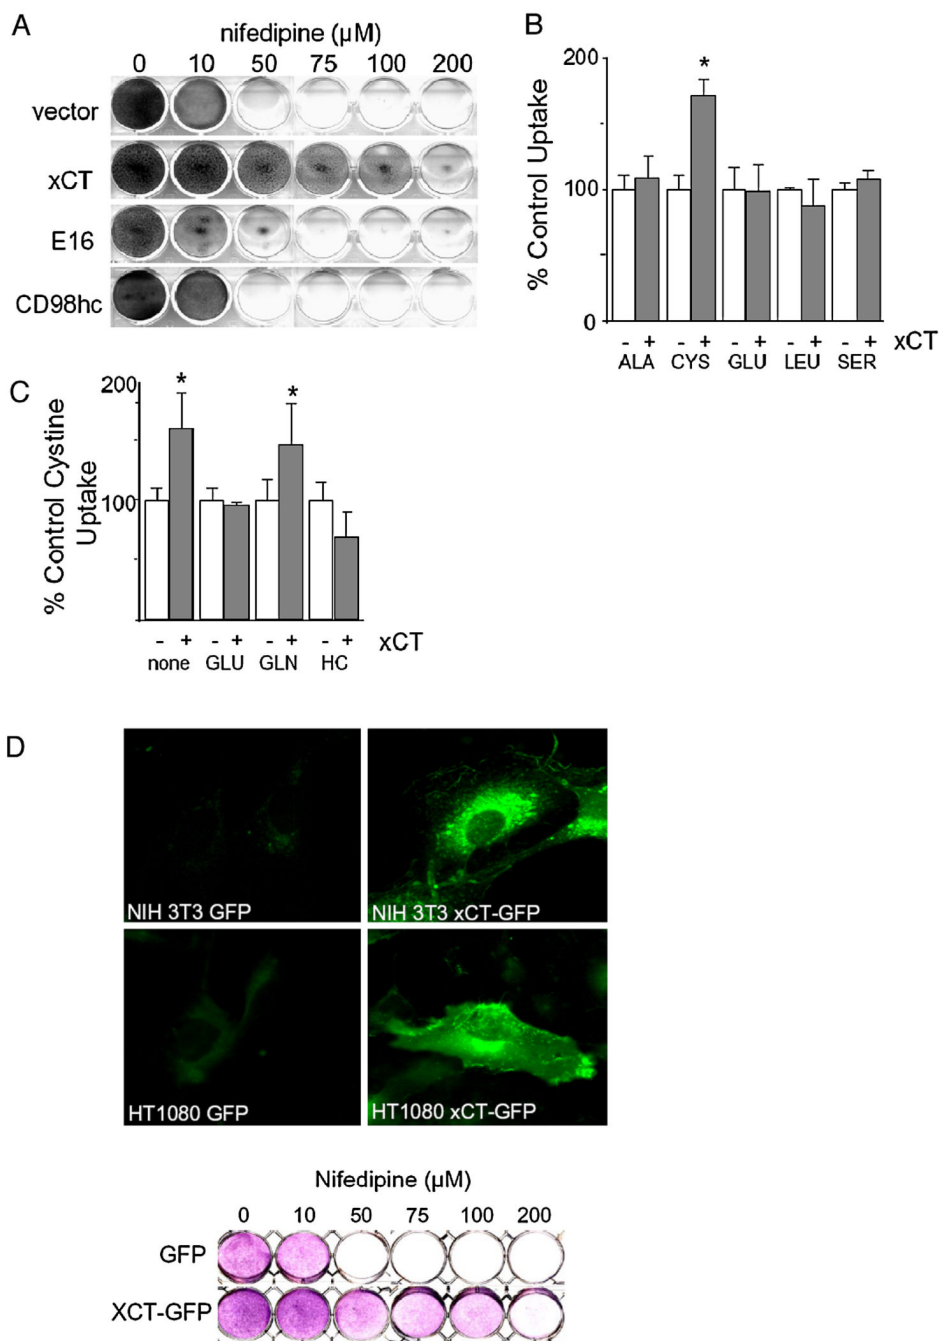 A
nifedipine (µM)
0 10 50 75 100 200
vector
xCT
E16
CD98hc
B
% Control Uptake
200
100
0
- + - + - + - + - + xCT
ALA CYS GLU LEU SER
* 
C
% Control Cystine
Uptake
200
100
* *
- + - + - + - + xCT
none GLU GLN HC
D
NIH 3T3 GFP
NIH 3T3 xCT-GFP
HT1080 GFP
HT1080 xCT-GFP
Nifedipine (µM)
0 10 50 75 100 200
GFP
XCT-GFP